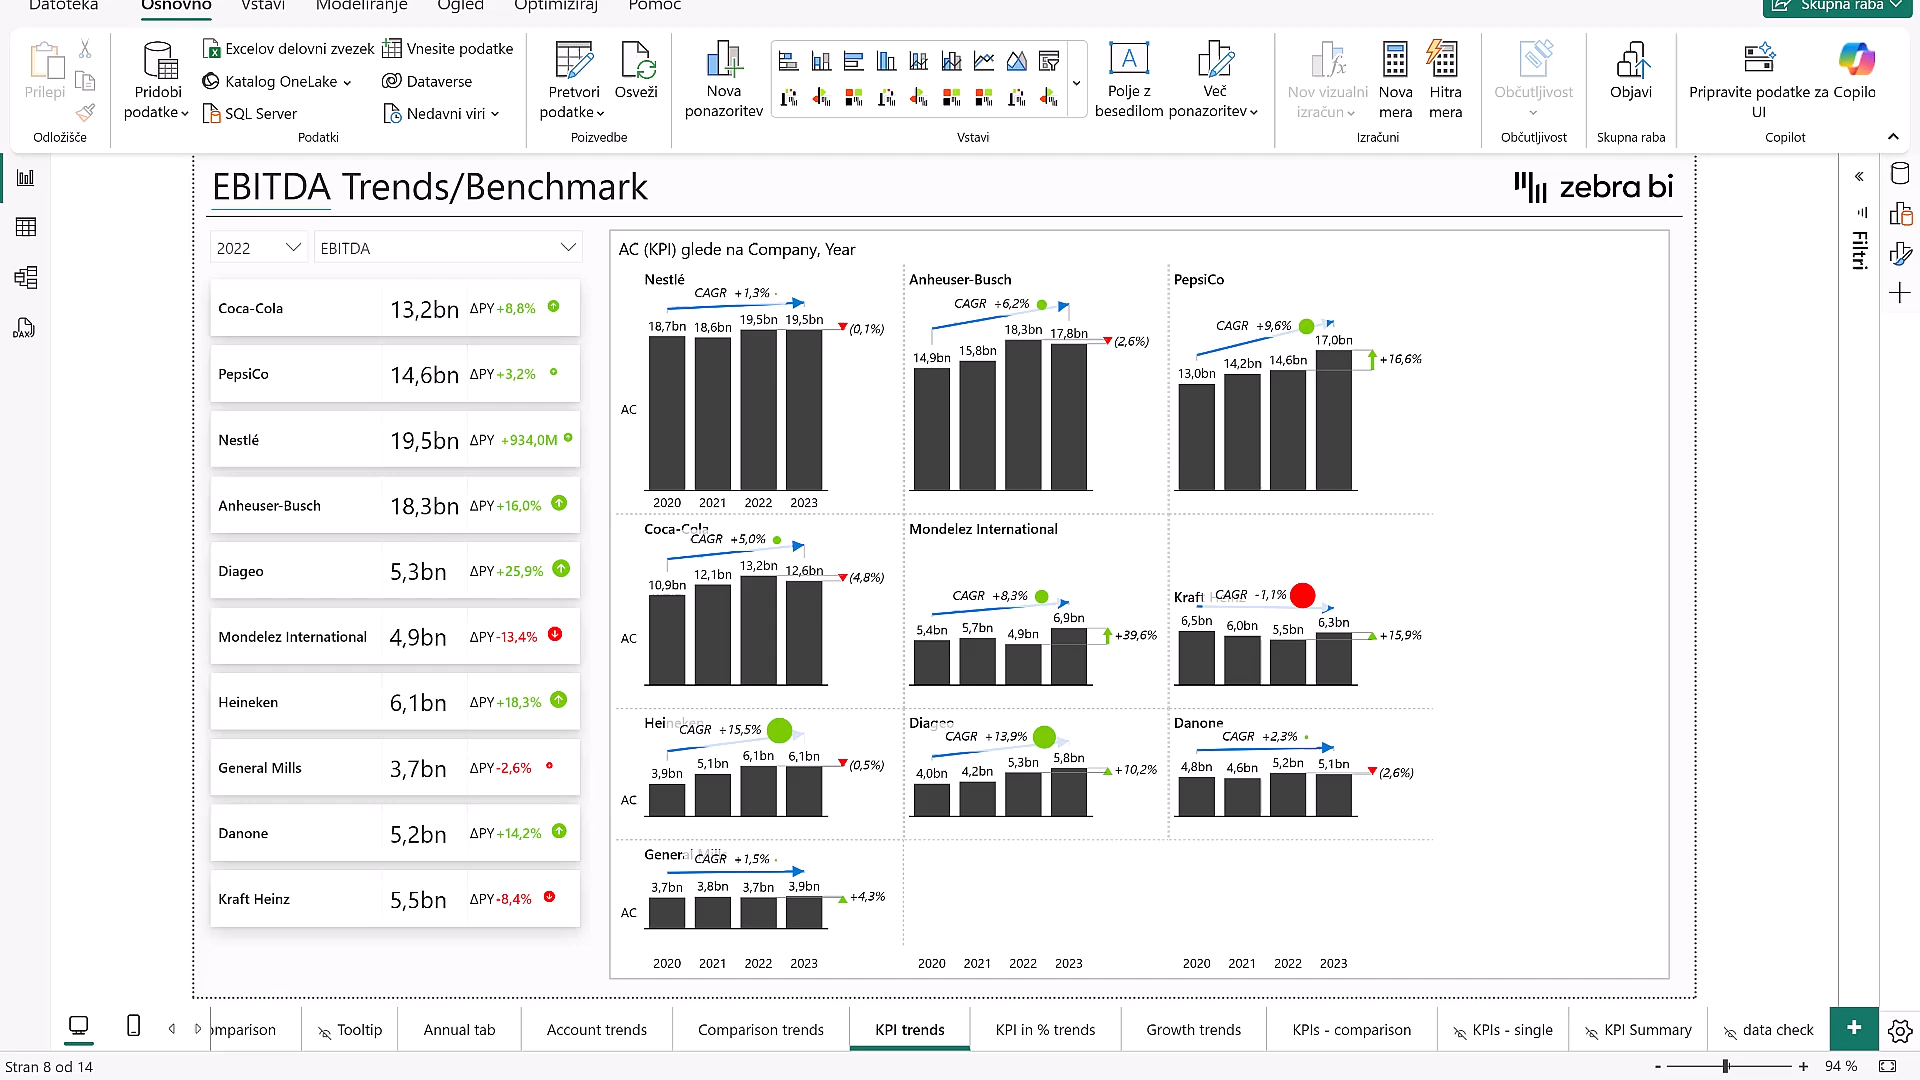 Datoteka Osnovno Vstavi Modeliranje Ogled Optimiziraj Pomoč Skupna raba
Prilepi
Odložišče
Pridobi podatke
Excelov delovni zvezek
Katalog OneLake
SQL Server
Vnesite podatke
Dataverse
Nedavni viri
Podatki
Pretvori podatke
Osveži
Poizvedbe
Nova ponazoritev
Polje z besedilom
Več ponazoritev
Vstavi
Nov vizualni izračun
Nova mera
Hitra mera
Izračuni
Občutljivost
Občutljivost
Objavi
Skupna raba
Pripravite podatke za UI
Copilo
Copilot
EBITDA Trends/Benchmark
zebra bi
2022 EBITDA
Coca-Cola 13,2bn ΔPY +8,8%
PepsiCo 14,6bn ΔPY +3,2%
Nestlé 19,5bn ΔPY +934,0M
Anheuser-Busch 18,3bn ΔPY +16,0%
Diageo 5,3bn ΔPY +25,9%
Mondelez International 4,9bn ΔPY -13,4%
Heineken 6,1bn ΔPY +18,3%
General Mills 3,7bn ΔPY -2,6%
Danone 5,2bn ΔPY +14,2%
Kraft Heinz 5,5bn ΔPY -8,4%
AC (KPI) glede na Company, Year
Nestlé
CAGR +1,3%
18,7bn 18,6bn 19,5bn 19,5bn (0,1%)
AC
2020 2021 2022 2023
Anheuser-Busch
CAGR +6,2%
14,9bn 15,8bn 18,3bn 17,8bn (2,6%)
PepsiCo
CAGR +9,6%
13,0bn 14,2bn 14,6bn 17,0bn +16,6%
Coca-Cola
CAGR +5,0%
10,9bn 12,1bn 13,2bn 12,6bn (4,8%)
AC
Mondelez International
CAGR +8,3%
5,4bn 5,7bn 4,9bn 6,9bn +39,6%
Kraft Heinz
CAGR -1,1%
6,5bn 6,0bn 5,5bn 6,3bn +15,9%
Heineken
CAGR +15,5%
3,9bn 5,1bn 6,1bn 6,1bn (0,5%)
AC
Diageo
CAGR +13,9%
4,0bn 4,2bn 5,3bn 5,8bn +10,2%
Danone
CAGR +2,3%
4,8bn 4,6bn 5,2bn 5,1bn (2,6%)
General Mills
CAGR +1,5%
3,7bn 3,8bn 3,7bn 3,9bn +4,3%
AC
2020 2021 2022 2023 2020 2021 2022 2023 2020 2021 2022 2023
Filtri
DAX
omparison Tooltip Annual tab Account trends Comparison trends KPI trends KPI in % trends Growth trends KPIs - comparison KPIs - single KPI Summary data check +
Stran 8 od 14
- + 94 %